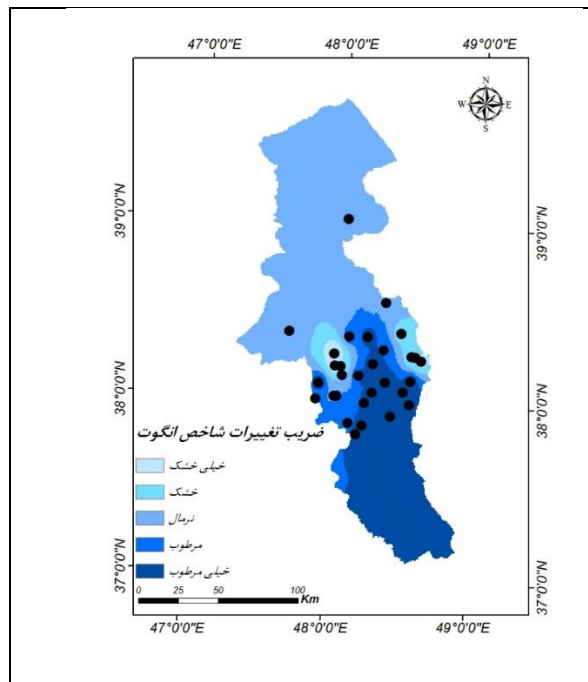 47°0'0"E 48°0'0"E 49°0'0"E
N
W E
S
39°0'0"N 39°0'0"N
38°0'0"N 38°0'0"N
ضریب تغییرات شاخص انگوت
خیلی خشک
خشک
نرمال
مرطوب
خیلی مرطوب
37°0'0"N 37°0'0"N
0 25 50 100
Km
47°0'0"E 48°0'0"E 49°0'0"E